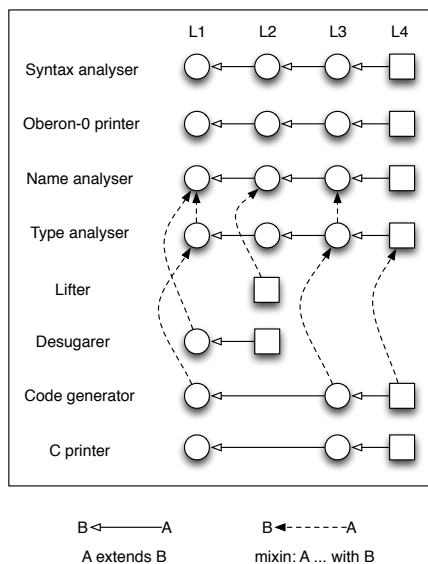 L1 L2 L3 L4
Syntax analyser
Oberon-0 printer
Name analyser
Type analyser
Lifter
Desugarer
Code generator
C printer
B A B A
A extends B mixin: A ... with B